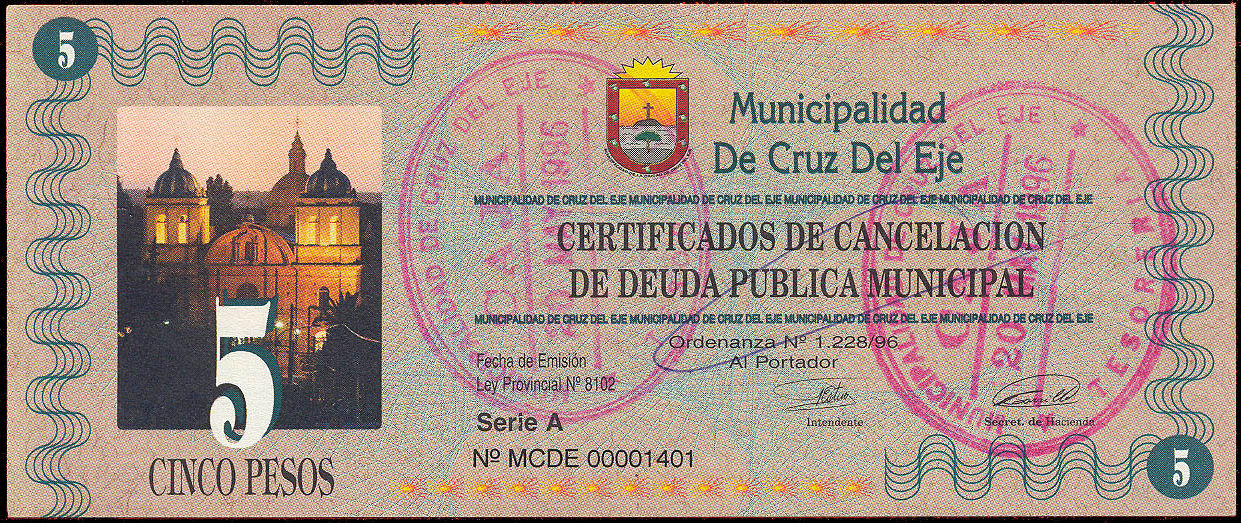 5
Municipalidad
De Cruz Del Eje
MUNICIPALIDAD DE CRUZ DEL EJE MUNICIPALIDAD DE CRUZ DEL EJE MUNICIPALIDAD DE CRUZ DEL EJE MUNICIPALIDAD DE CRUZ DEL EJE
CERTIFICADOS DE CANCELACION
DE DEUDA PUBLICA MUNICIPAL
MUNICIPALIDAD DE CRUZ DEL EJE MUNICIPALIDAD DE CRUZ DEL EJE MUNICIPALIDAD DE CRUZ DEL EJE MUNICIPALIDAD DE CRUZ DEL EJE
Ordenanza Nº 1.228/96
Al Portador
Fecha de Emisión
Ley Provincial Nº 8102
Intendente
Secret. de Hacienda
Serie A
Nº MCDE 00001401
5
CINCO PESOS
5
DE CRUZ DEL EJE
CAJA
1996
DEL EJE
20
TESORERIA